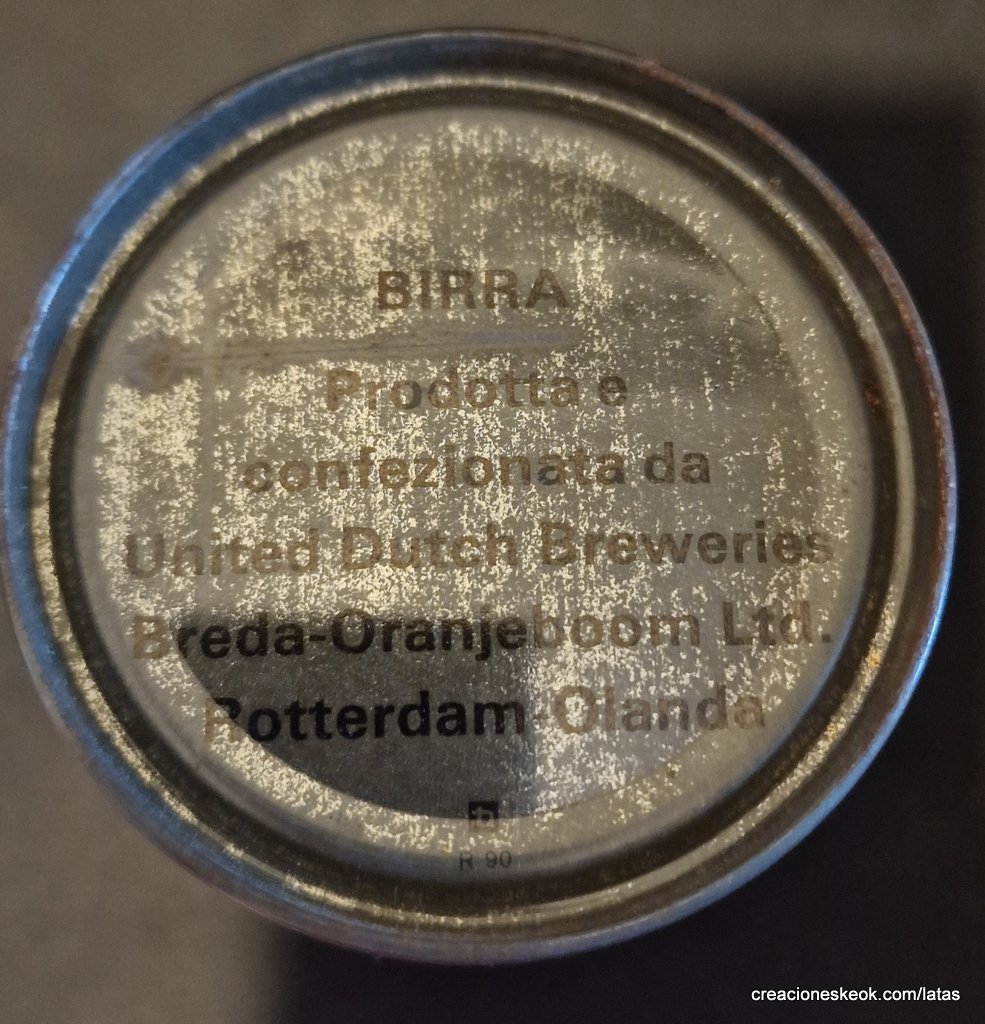 BIRRA
Prodotta e
confezionata da
United Dutch Breweries
Breda-Oranjeboom Ltd.
Rotterdam-Olanda
R 90
creacioneskeok.com/latas